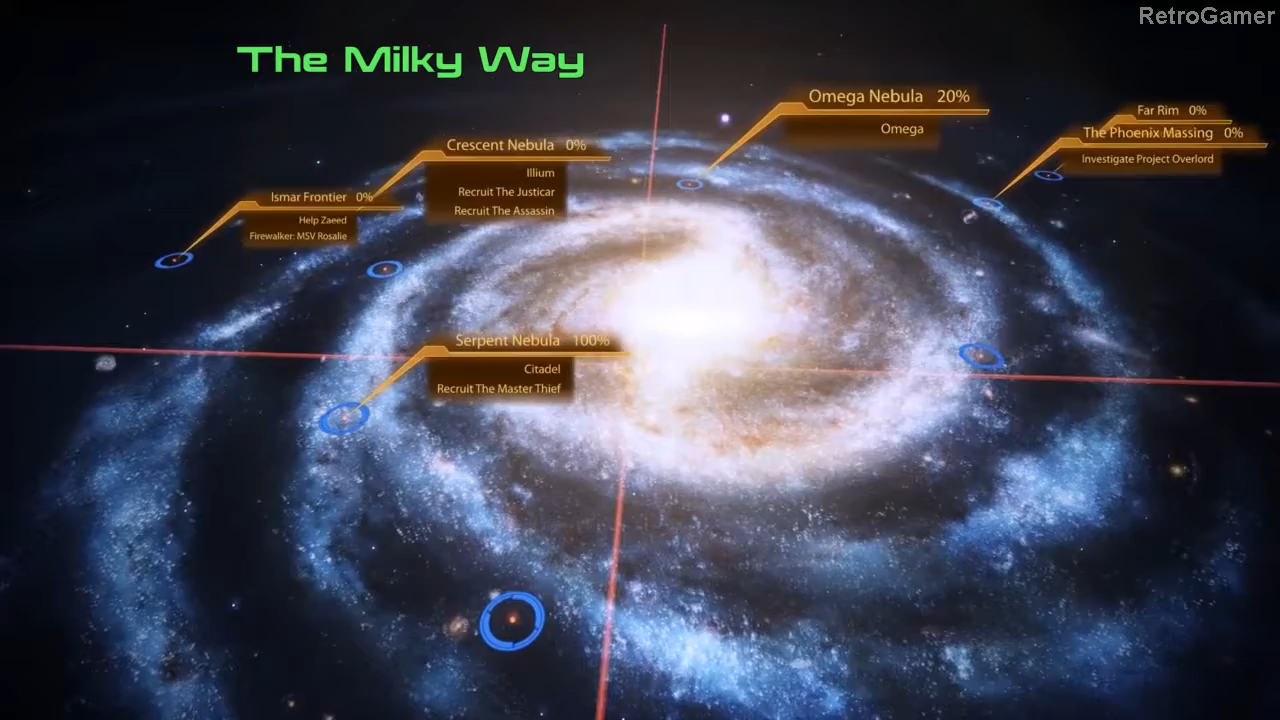 RetroGamer
The Milky Way
Omega Nebula 20%
Omega
Far Rim 0%
The Phoenix Massing 0%
Investigate Project Overlord
Crescent Nebula 0%
Illium
Recruit The Justicar
Recruit The Assassin
Ismar Frontier 0%
Help Zaeed
Firewalker: MSV Rosalie
Serpent Nebula 100%
Citadel
Recruit The Master Thief